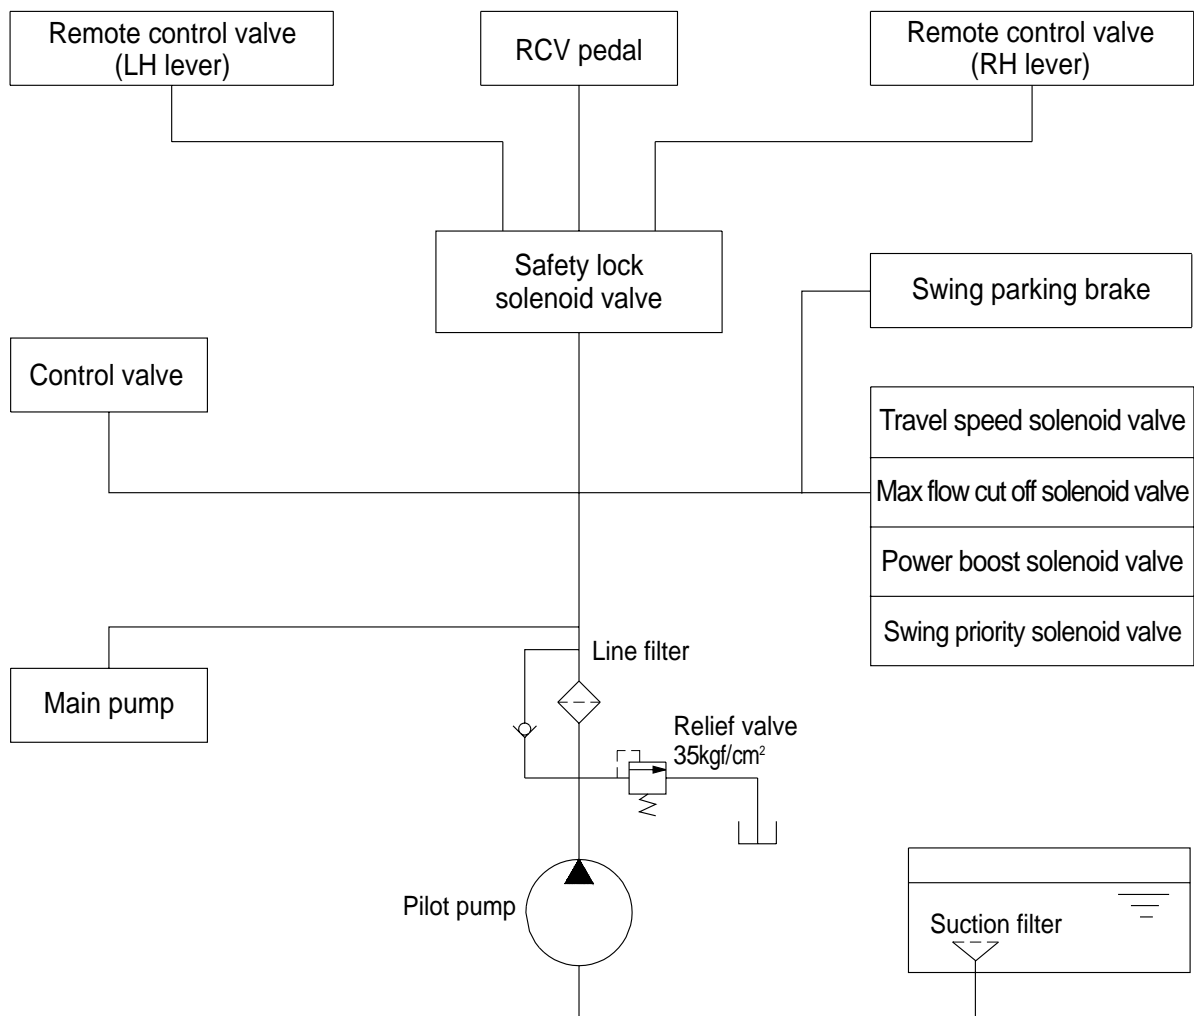 Remote control valve
(LH lever)
RCV pedal
Remote control valve
(RH lever)
Safety lock
solenoid valve
Swing parking brake
Control valve
Travel speed solenoid valve
Max flow cut off solenoid valve
Power boost solenoid valve
Swing priority solenoid valve
Line filter
Main pump
Relief valve
35kgf/cm²
Pilot pump
Suction filter